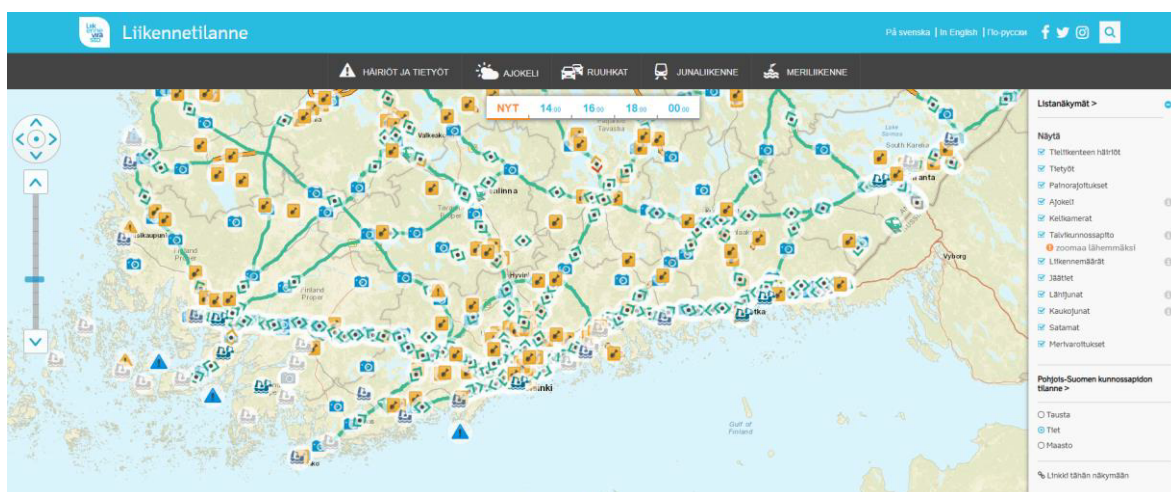 Liikennetilanne
På svenska | In English | По-русски
HÄIRIÖT JA TIETYÖT
AJOKELI
RUUHKAT
JUNALIIKENNE
MERILIIKENNE
NYT 14:00 16:00 18:00 00:00
Listanäkymät >
Näytä
Tieliikenteen häiriöt
Tietyöt
Painorajoitukset
Ajokeli
Kelikamerat
Talvikunnossapito
zoomaa lähemmäksi
Liikennemäärät
Jäätiet
Lähijunat
Kaukojunat
Satamat
Merivaroitukset
Pohjois-Suomen kunnossapidon
tilanne >
Tausta
Tiet
Maasto
Linkki tähän näkymään
Tavastia
South Karelia
Vyborg
Finland
Proper
Finland
Proper
Gulf of
Finland